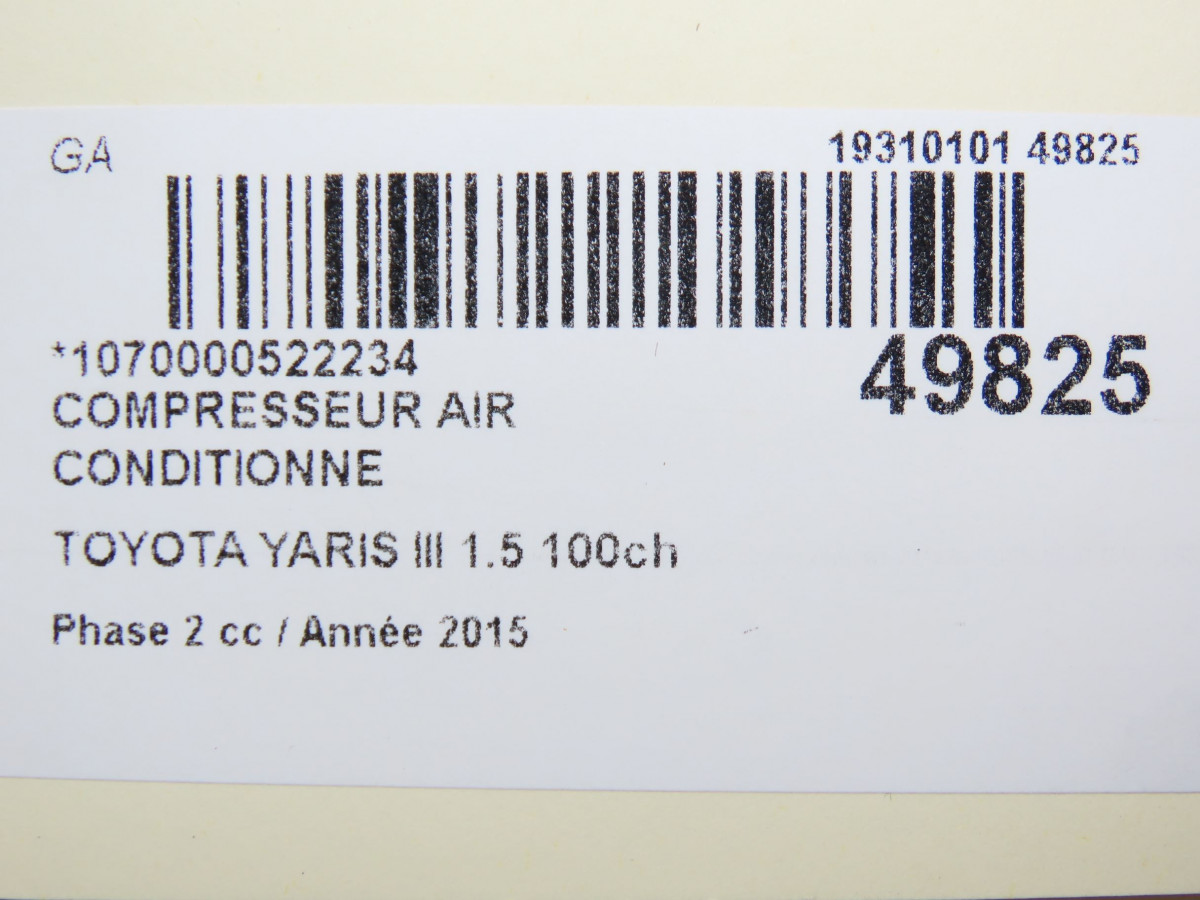 GA
19310101 49825
*1070000522234
49825
COMPRESSEUR AIR
CONDITIONNE
TOYOTA YARIS III 1.5 100ch
Phase 2 cc / Année 2015